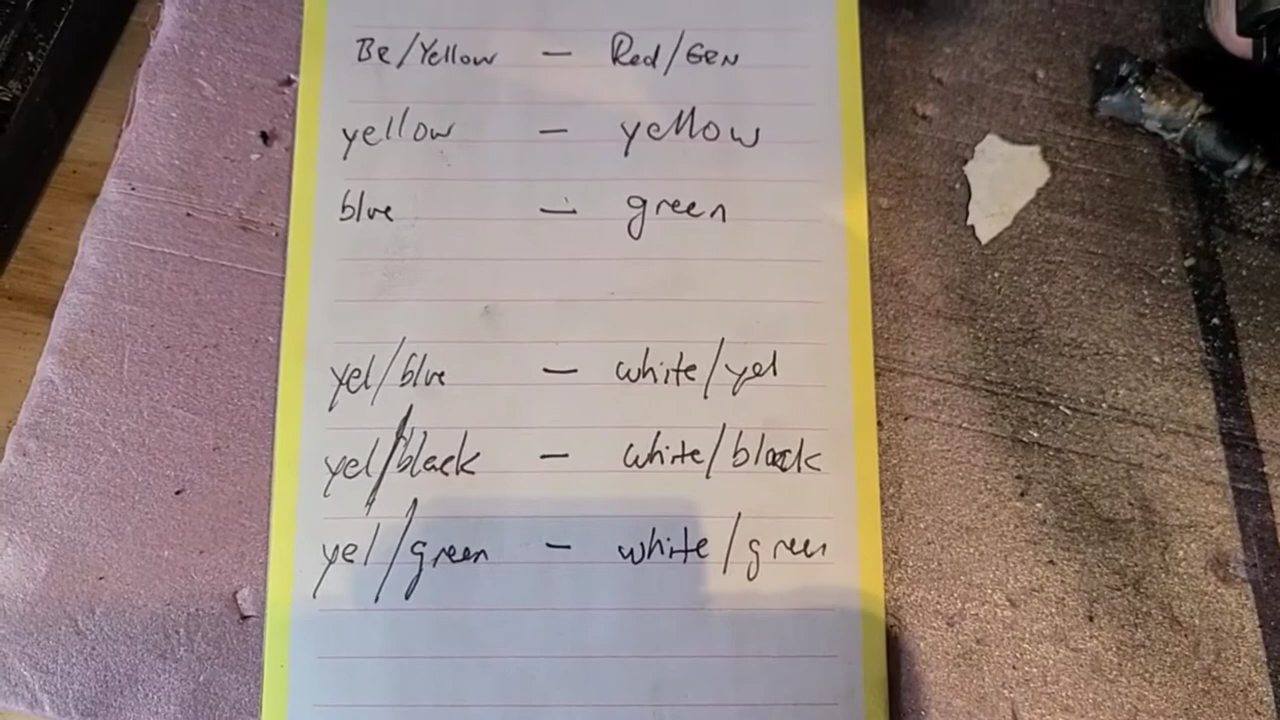 Be/Yellow — Red/GRN
yellow — yellow
blue — green
yel/blue — white/yel
yel/black — white/black
yel/green — white/green